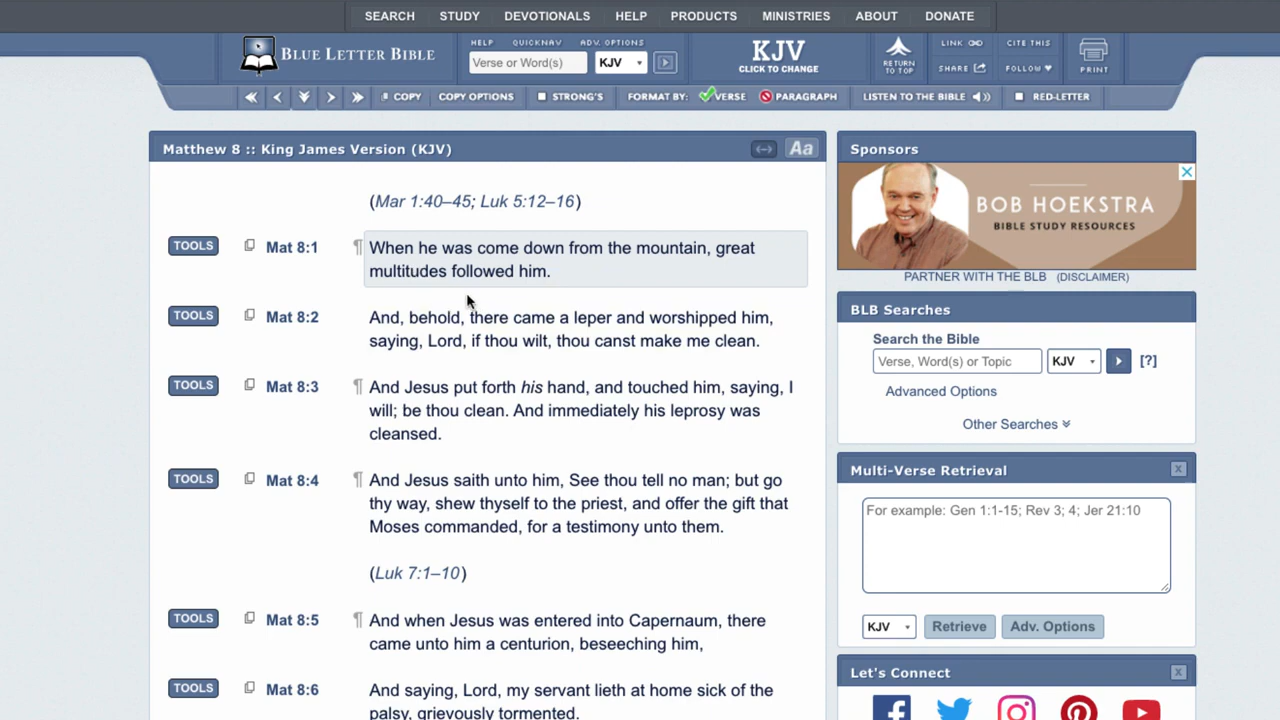 SEARCH STUDY DEVOTIONALS HELP PRODUCTS MINISTRIES ABOUT DONATE
BLUE LETTER BIBLE
HELP QUICKNAV ADV. OPTIONS
Verse or Word(s) KJV
KJV
CLICK TO CHANGE
RETURN
TO TOP
LINK CITE THIS
SHARE FOLLOW
PRINT
COPY COPY OPTIONS STRONG'S FORMAT BY: VERSE PARAGRAPH LISTEN TO THE BIBLE RED-LETTER
Matthew 8 :: King James Version (KJV) Aa
(Mar 1:40–45; Luk 5:12–16)
TOOLS Mat 8:1 ¶ When he was come down from the mountain, great
multitudes followed him.
TOOLS Mat 8:2 And, behold, there came a leper and worshipped him,
saying, Lord, if thou wilt, thou canst make me clean.
TOOLS Mat 8:3 ¶ And Jesus put forth his hand, and touched him, saying, I
will; be thou clean. And immediately his leprosy was
cleansed.
TOOLS Mat 8:4 ¶ And Jesus saith unto him, See thou tell no man; but go
thy way, shew thyself to the priest, and offer the gift that
Moses commanded, for a testimony unto them.
(Luk 7:1–10)
TOOLS Mat 8:5 ¶ And when Jesus was entered into Capernaum, there
came unto him a centurion, beseeching him,
TOOLS Mat 8:6 And saying, Lord, my servant lieth at home sick of the
palsy, grievously tormented.
Sponsors
BOB HOEKSTRA
BIBLE STUDY RESOURCES
PARTNER WITH THE BLB (DISCLAIMER)
BLB Searches
Search the Bible
Verse, Word(s) or Topic KJV [?]
Advanced Options
Other Searches
Multi-Verse Retrieval x
For example: Gen 1:1-15; Rev 3; 4; Jer 21:10
KJV Retrieve Adv. Options
Let's Connect x